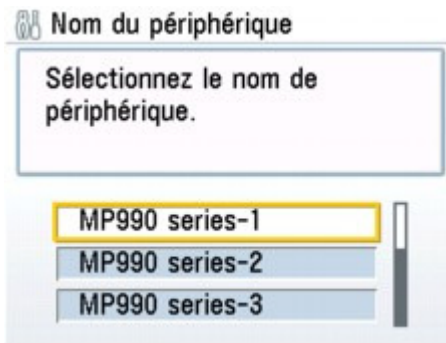 Nom du périphérique
Sélectionnez le nom de
périphérique.
MP990 series-1
MP990 series-2
MP990 series-3